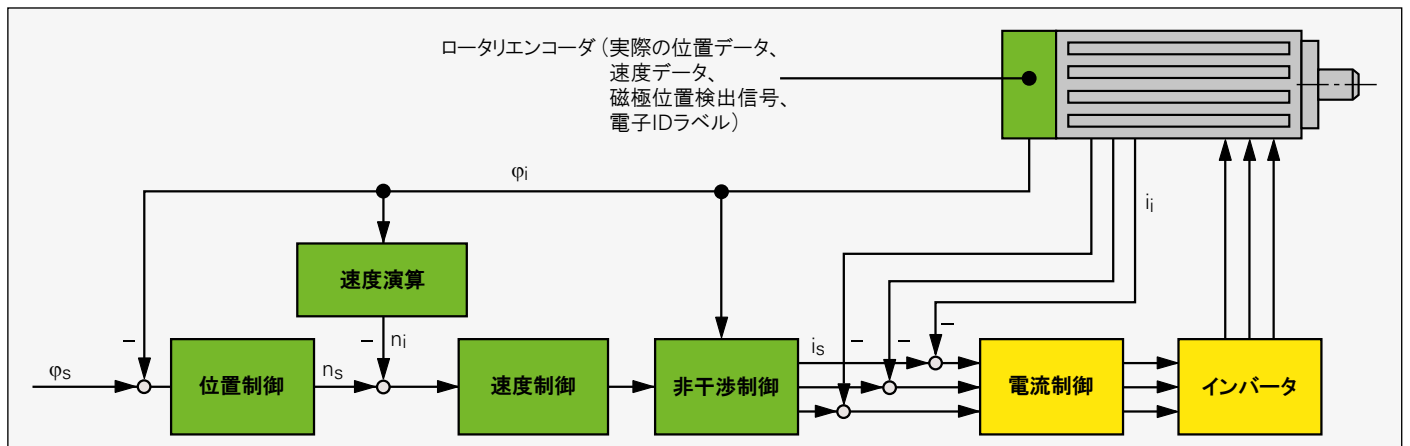 ロータリエンコーダ（実際の位置データ、
速度データ、
磁極位置検出信号、
電子IDラベル）
φi
ii
速度演算
–
–
ni
is
–
–
–
φs
位置制御
ns
速度制御
非干渉制御
電流制御
インバータ